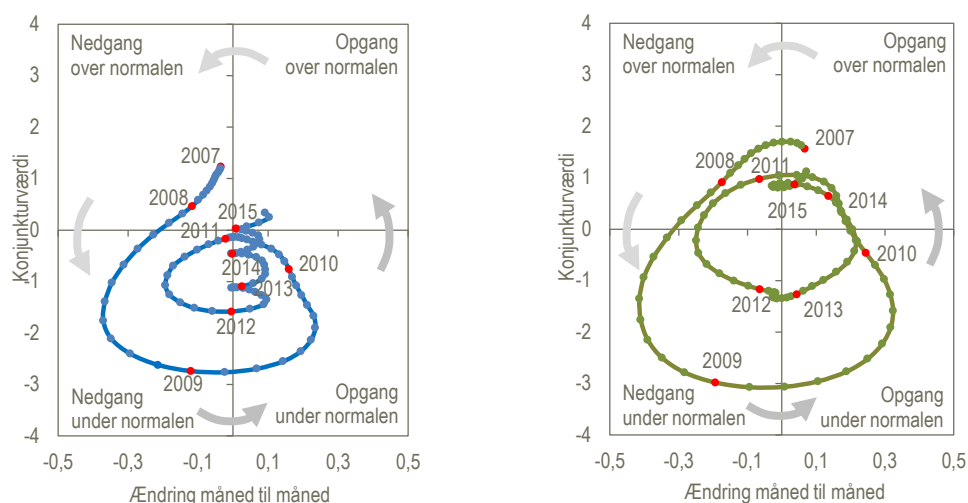 4
3
2
1
0
-1
-2
-3
-4
Konjunkturværdi
Nedgang
over normalen
Opgang
over normalen
2007
2008
2015
2011
2010
2014
2013
2012
2009
Nedgang
under normalen
Opgang
under normalen
-0,5
-0,3
-0,1
0,1
0,3
0,5
Ændring måned til måned
4
3
2
1
0
-1
-2
-3
-4
Konjunkturværdi
Nedgang
over normalen
Opgang
over normalen
2007
2008
2011
2015
2014
2010
2012
2013
2009
Nedgang
under normalen
Opgang
under normalen
-0,5
-0,3
-0,1
0,1
0,3
0,5
Ændring måned til måned